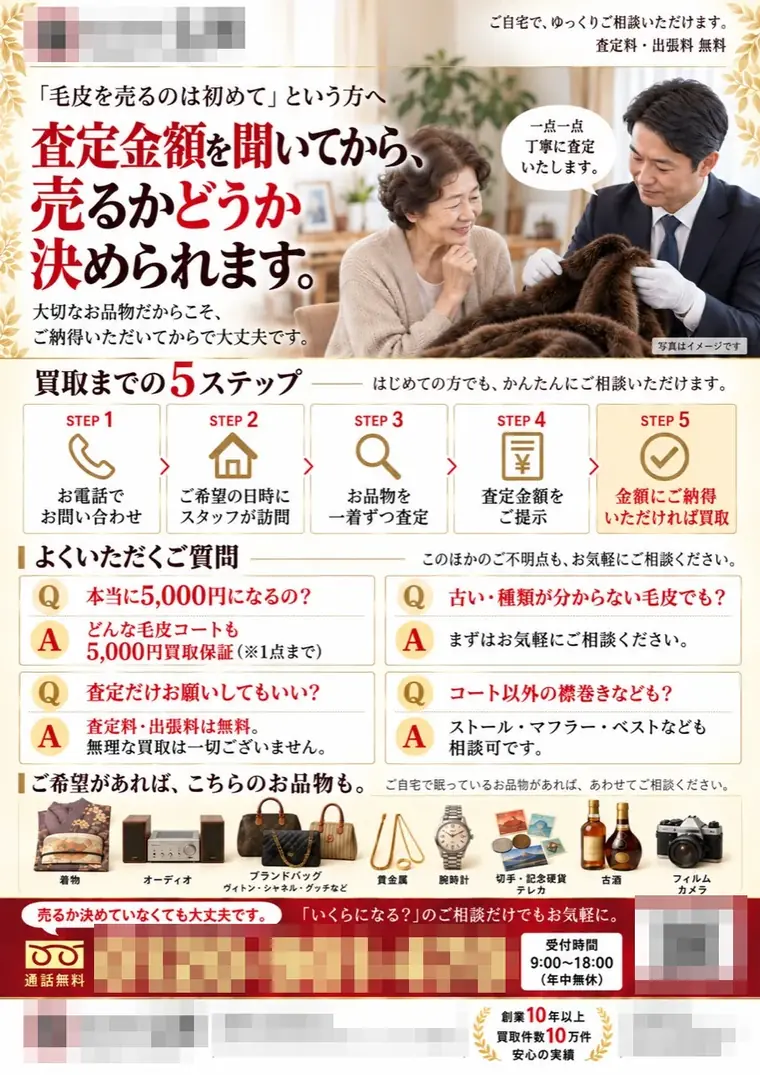 ご自宅で、ゆっくりご相談いただけます。
査定料・出張料 無料
「毛皮を売るのは初めて」という方へ
査定金額を聞いてから、
売るかどうか
決められます。
大切なお品物だからこそ、
ご納得いただいてからで大丈夫です。
一点一点
丁寧に査定
いたします。
写真はイメージです
買取までの5ステップ
はじめての方でも、かんたんにご相談いただけます。
STEP 1
お電話で
お問い合わせ
STEP 2
ご希望の日時に
スタッフが訪問
STEP 3
お品物を
一着ずつ査定
STEP 4
査定金額を
ご提示
STEP 5
金額にご納得
いただければ買取
よくいただくご質問
このほかのご不明点も、お気軽にご相談ください。
Q 本当に5,000円になるの?
A どんな毛皮コートも
5,000円買取保証(※1点まで)
Q 古い・種類が分からない毛皮でも?
A まずはお気軽にご相談ください。
Q 査定だけお願いしてもいい?
A 査定料・出張料は無料。
無理な買取は一切ございません。
Q コート以外の襟巻きなども?
A ストール・マフラー・ベストなども
相談可です。
ご希望があれば、こちらのお品物も。
ご自宅で眠っているお品物があれば、あわせてご相談ください。
着物
オーディオ
ブランドバッグ
ヴィトン・シャネル・グッチなど
貴金属
腕時計
切手・記念硬貨
テレカ
古酒
フィルム
カメラ
売るか決めていなくても大丈夫です。
「いくらになる?」のご相談だけでもお気軽に。
通話無料
受付時間
9:00~18:00
(年中無休)
創業10年以上
買取件数10万件
安心の実績